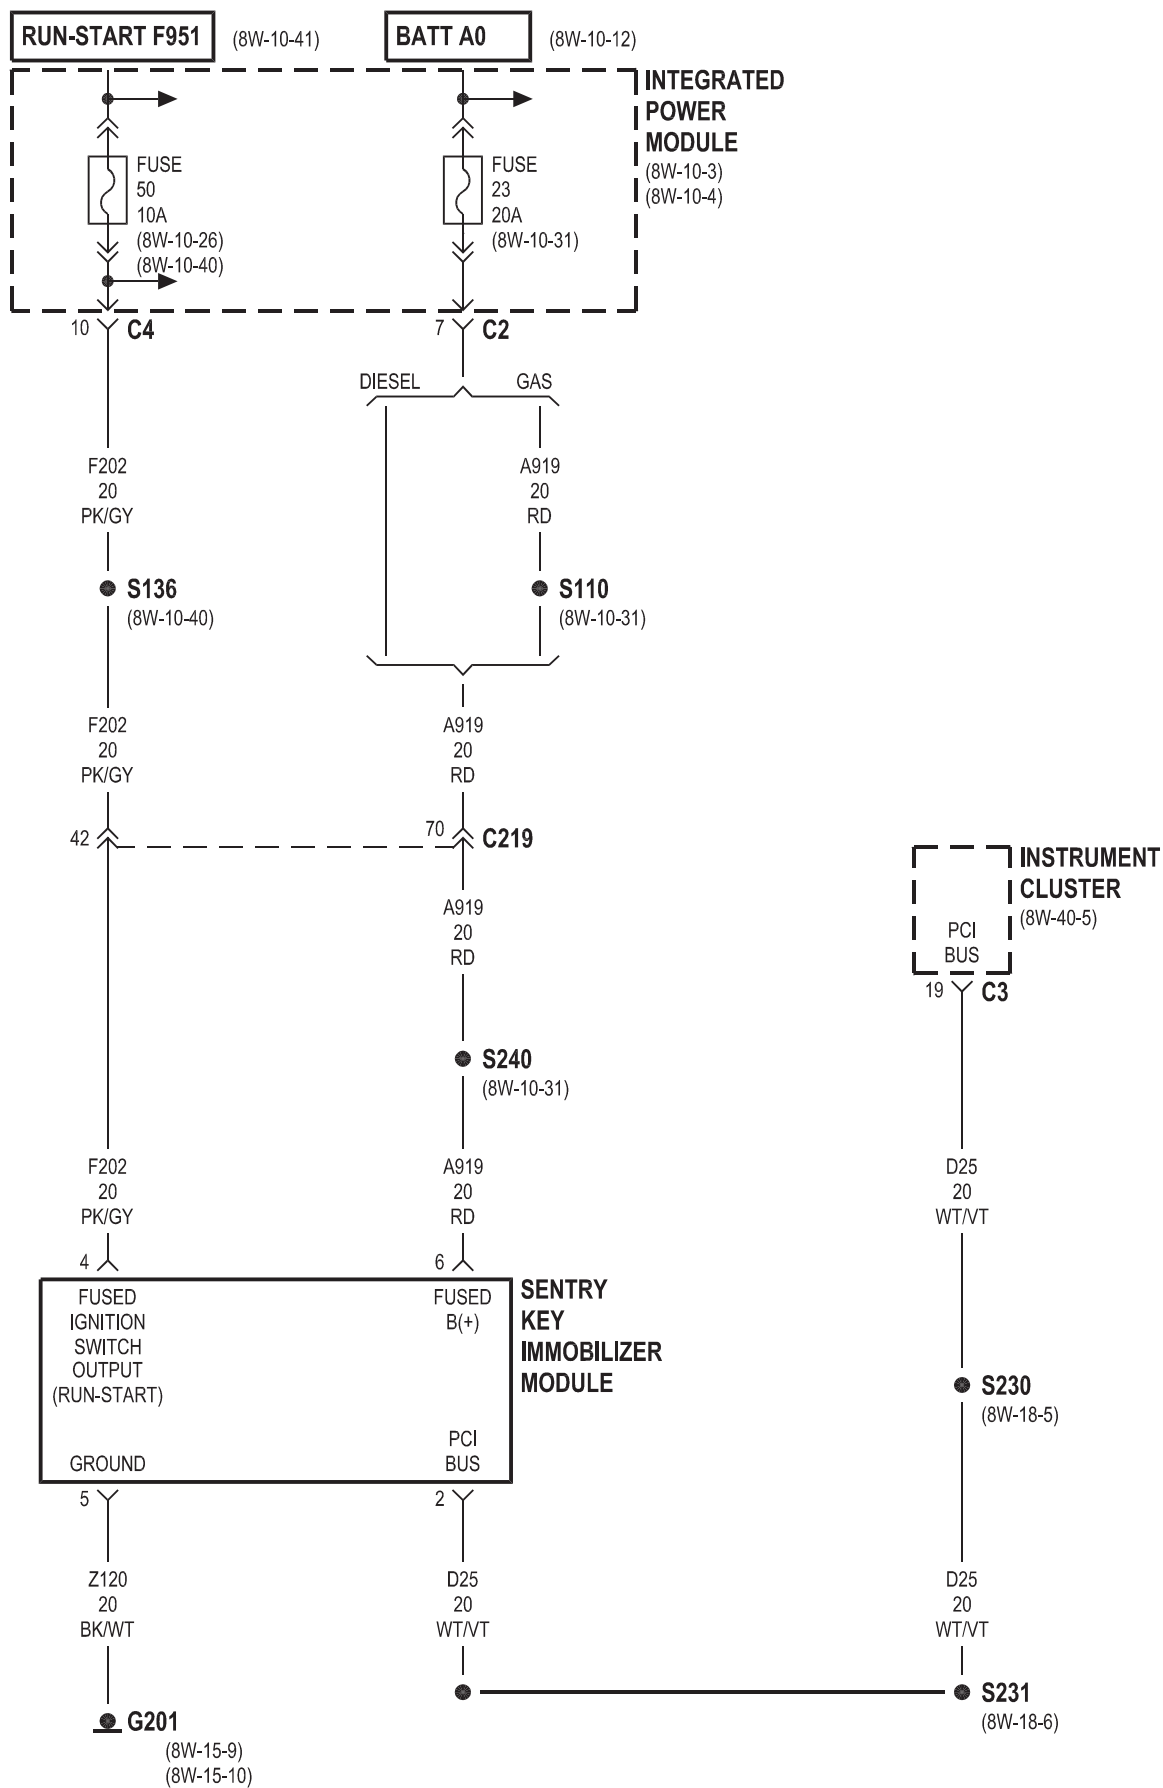 RUN-START F951
(8W-10-41)
BATT A0
(8W-10-12)
INTEGRATED
POWER
MODULE
(8W-10-3)
(8W-10-4)
FUSE
50
10A
(8W-10-26)
(8W-10-40)
FUSE
23
20A
(8W-10-31)
10
C4
7
C2
DIESEL
GAS
F202
20
PK/GY
A919
20
RD
S136
(8W-10-40)
S110
(8W-10-31)
F202
20
PK/GY
A919
20
RD
42
70
C219
INSTRUMENT
CLUSTER
(8W-40-5)
PCI
BUS
19
C3
A919
20
RD
S240
(8W-10-31)
F202
20
PK/GY
A919
20
RD
D25
20
WT/VT
4
6
FUSED
IGNITION
SWITCH
OUTPUT
(RUN-START)
FUSED
B(+)
SENTRY
KEY
IMMOBILIZER
MODULE
S230
(8W-18-5)
GROUND
PCI
BUS
5
2
Z120
20
BK/WT
D25
20
WT/VT
D25
20
WT/VT
S231
(8W-18-6)
G201
(8W-15-9)
(8W-15-10)